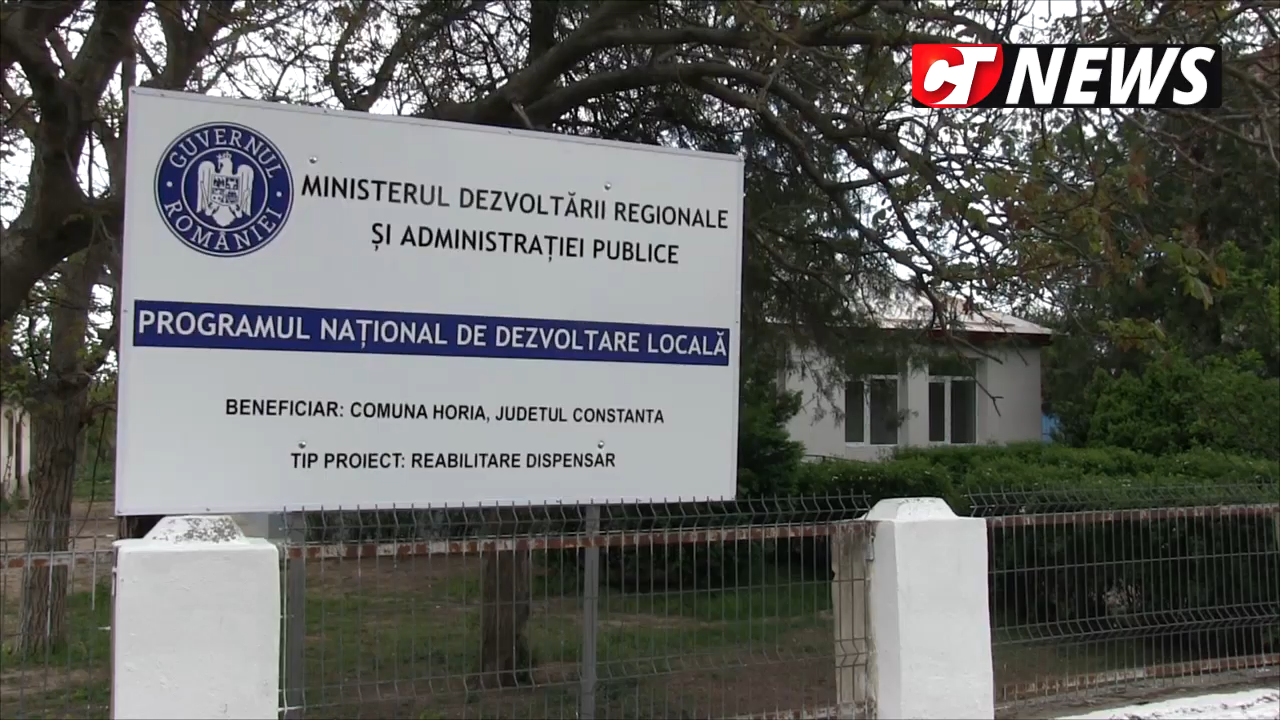 CT NEWS
GUVERNUL ROMÂNIEI
MINISTERUL DEZVOLTĂRII REGIONALE
ȘI ADMINISTRAȚIEI PUBLICE
PROGRAMUL NAȚIONAL DE DEZVOLTARE LOCALĂ
BENEFICIAR: COMUNA HORIA, JUDETUL CONSTANTA
TIP PROIECT: REABILITARE DISPENSAR